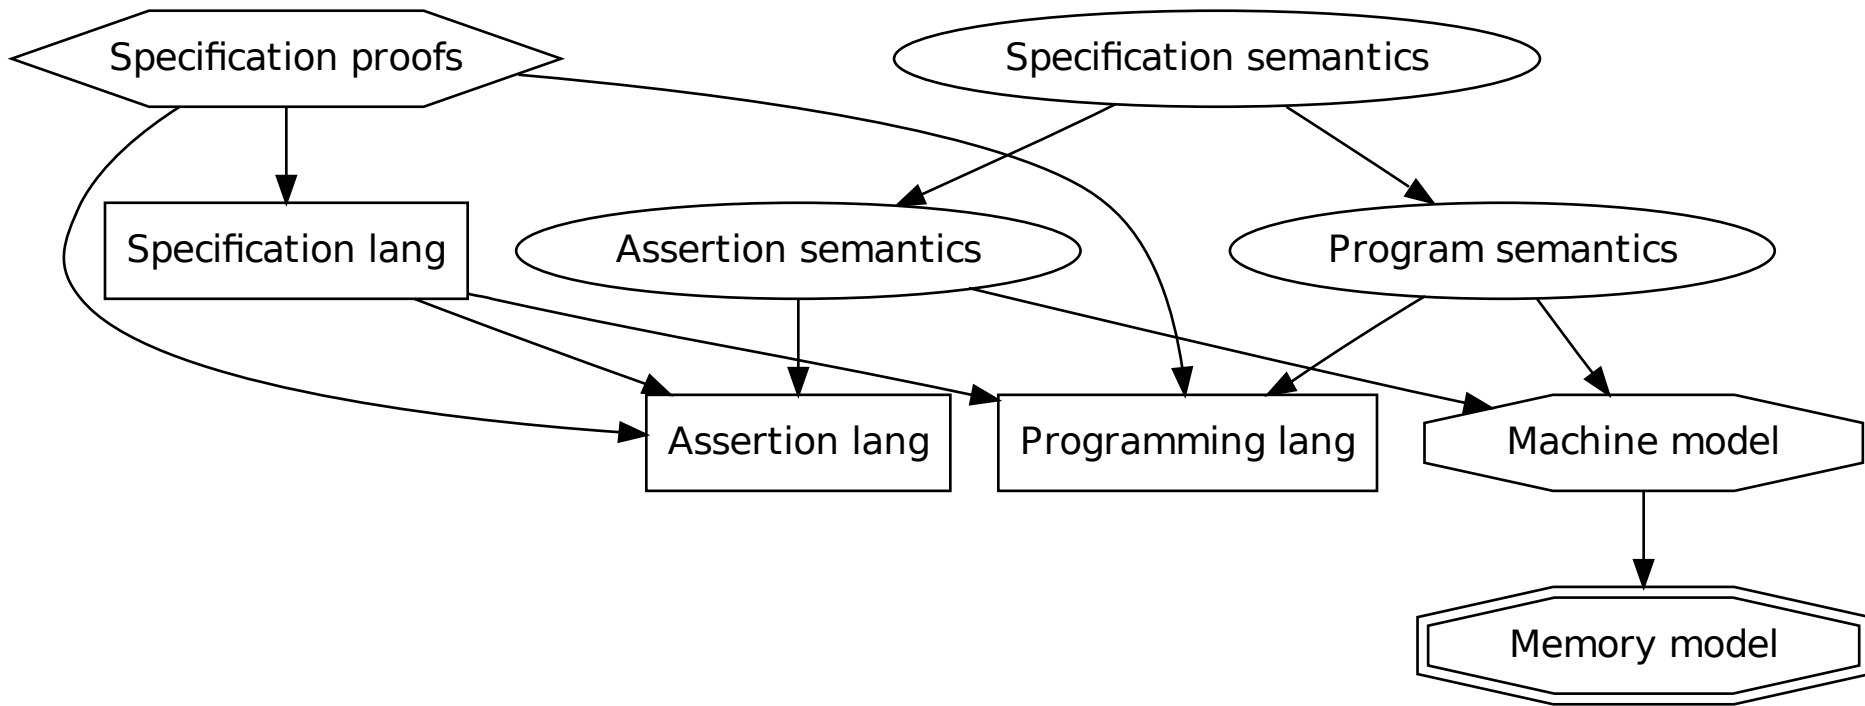 Specification proofs
Specification semantics
Specification lang
Assertion semantics
Program semantics
Assertion lang
Programming lang
Machine model
Memory model